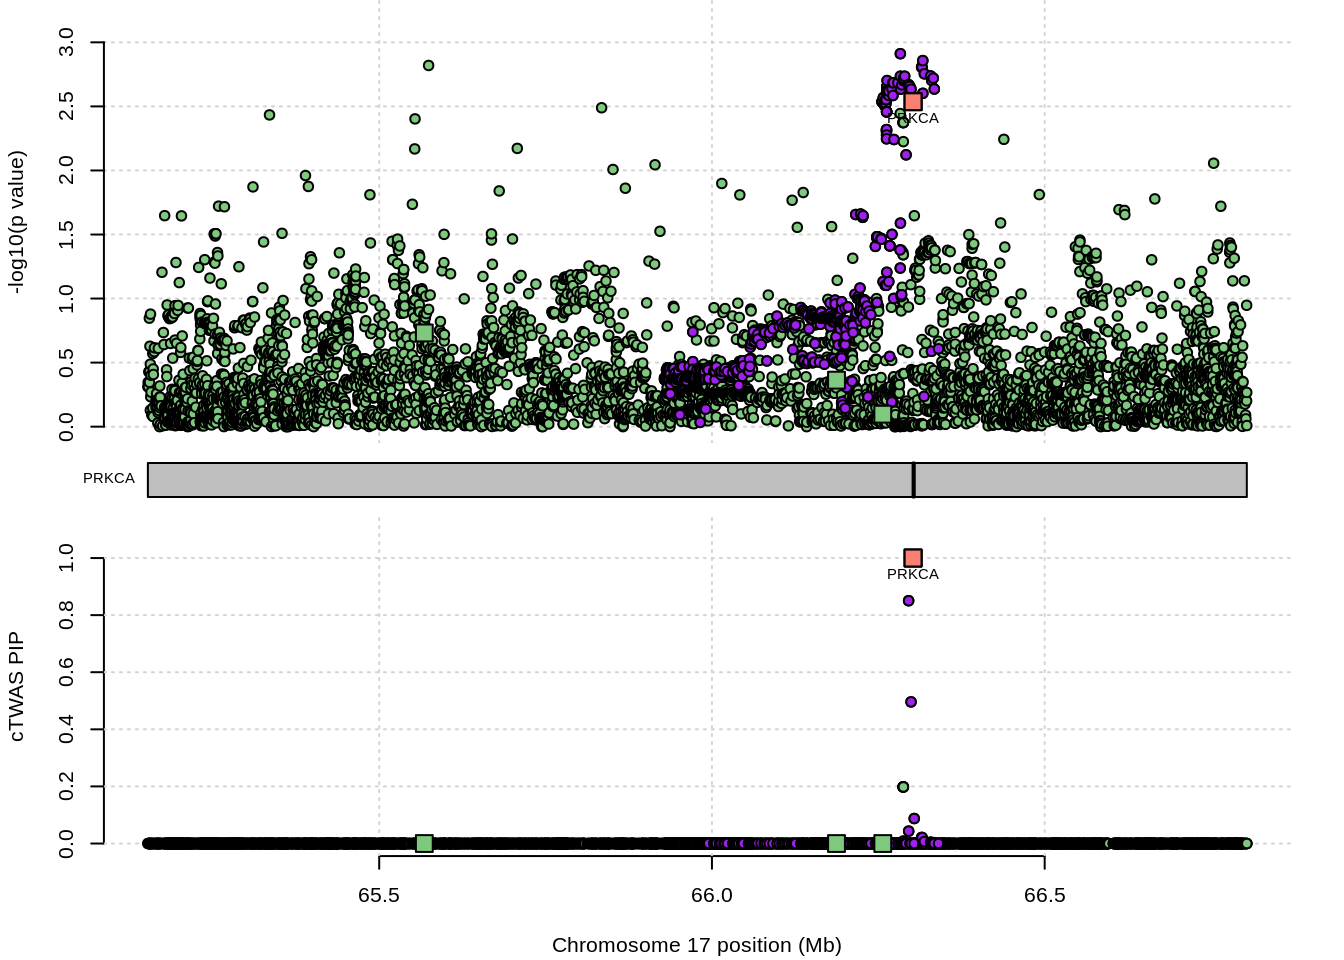 3.0
2.5
2.0
1.5
1.0
0.5
0.0
-log10(p value)
PRKCA
PRKCA
1.0
0.8
0.6
0.4
0.2
0.0
cTWAS PIP
PRKCA
65.5 66.0 66.5
Chromosome 17 position (Mb)